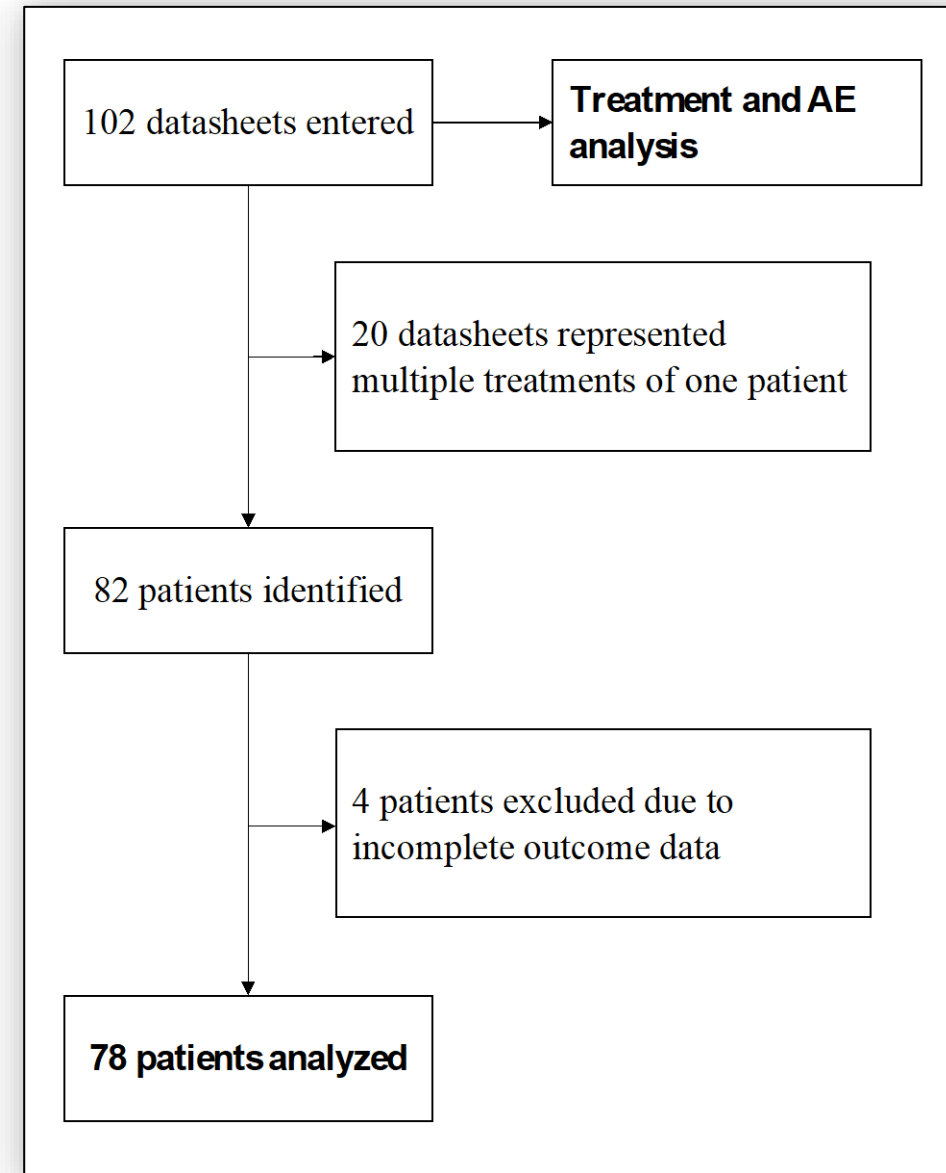 102 datasheets entered
Treatment and AE
analysis
20 datasheets represented
multiple treatments of one patient
82 patients identified
4 patients excluded due to
incomplete outcome data
78 patients analyzed